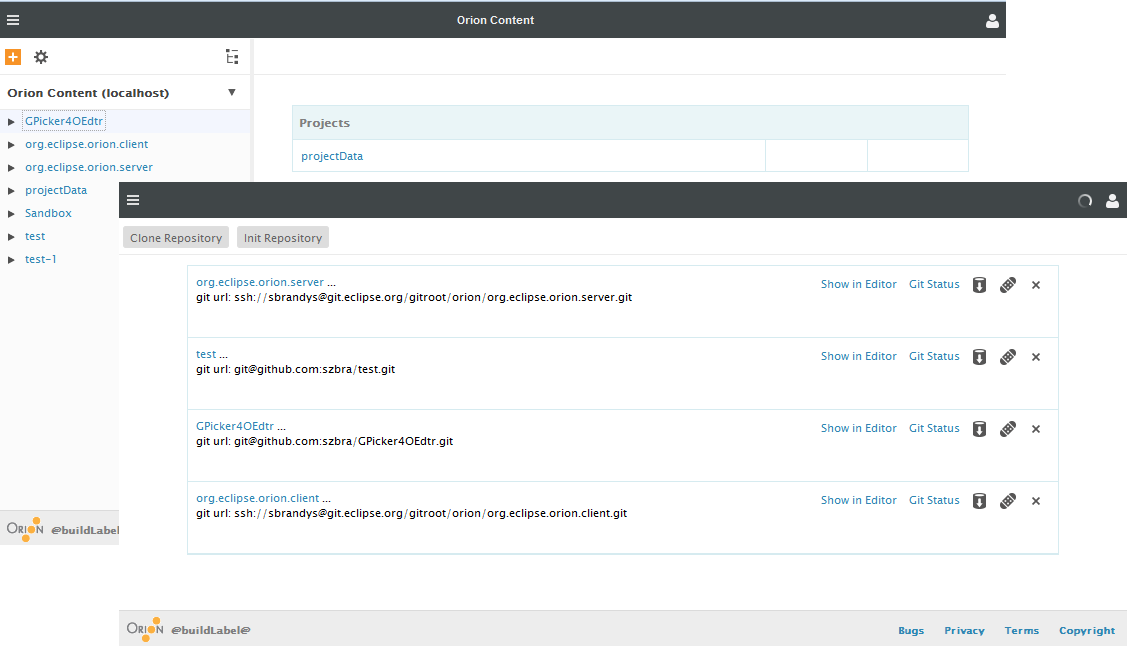 Orion Content
Orion Content (localhost)
GPicker4OEdtr
org.eclipse.orion.client
org.eclipse.orion.server
projectData
Sandbox
test
test-1
Projects
projectData
ORION @buildLabel
Clone Repository Init Repository
org.eclipse.orion.server ... Show in Editor Git Status
git url: ssh://sbrandys@git.eclipse.org/gitroot/orion/org.eclipse.orion.server.git
test ... Show in Editor Git Status
git url: git@github.com:szbra/test.git
GPicker4OEdtr ... Show in Editor Git Status
git url: git@github.com:szbra/GPicker4OEdtr.git
org.eclipse.orion.client ... Show in Editor Git Status
git url: ssh://sbrandys@git.eclipse.org/gitroot/orion/org.eclipse.orion.client.git
ORION @buildLabel@ Bugs Privacy Terms Copyright